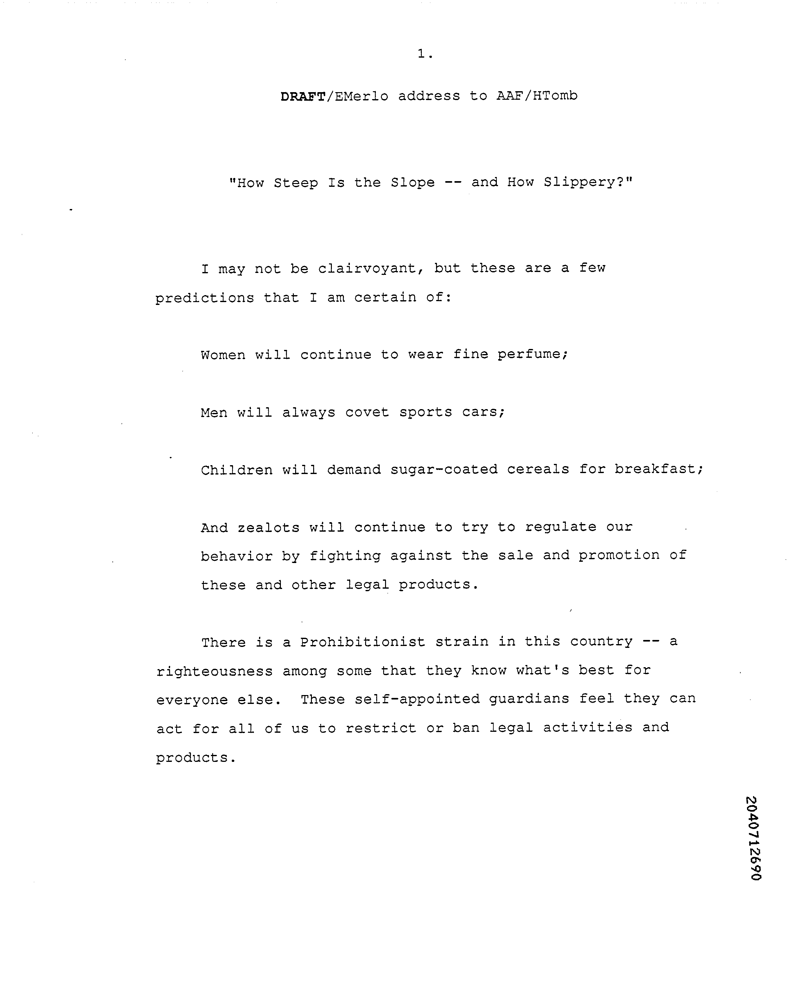 1.
DRAFT/EMerlo address to AAF/HTomb
"How Steep Is the Slope -- and How Slippery?"
I may not be clairvoyant, but these are a few
predictions that I am certain of:
Women will continue to wear fine perfume;
Men will always covet sports cars;
Children will demand sugar-coated cereals for breakfast;
And zealots will continue to try to regulate our
behavior by fighting against the sale and promotion of
these and other legal products.
There is a Prohibitionist strain in this country -- a
righteousness among some that they know what's best for
everyone else. These self-appointed guardians feel they can
act for all of us to restrict or ban legal activities and
products.
2040712690